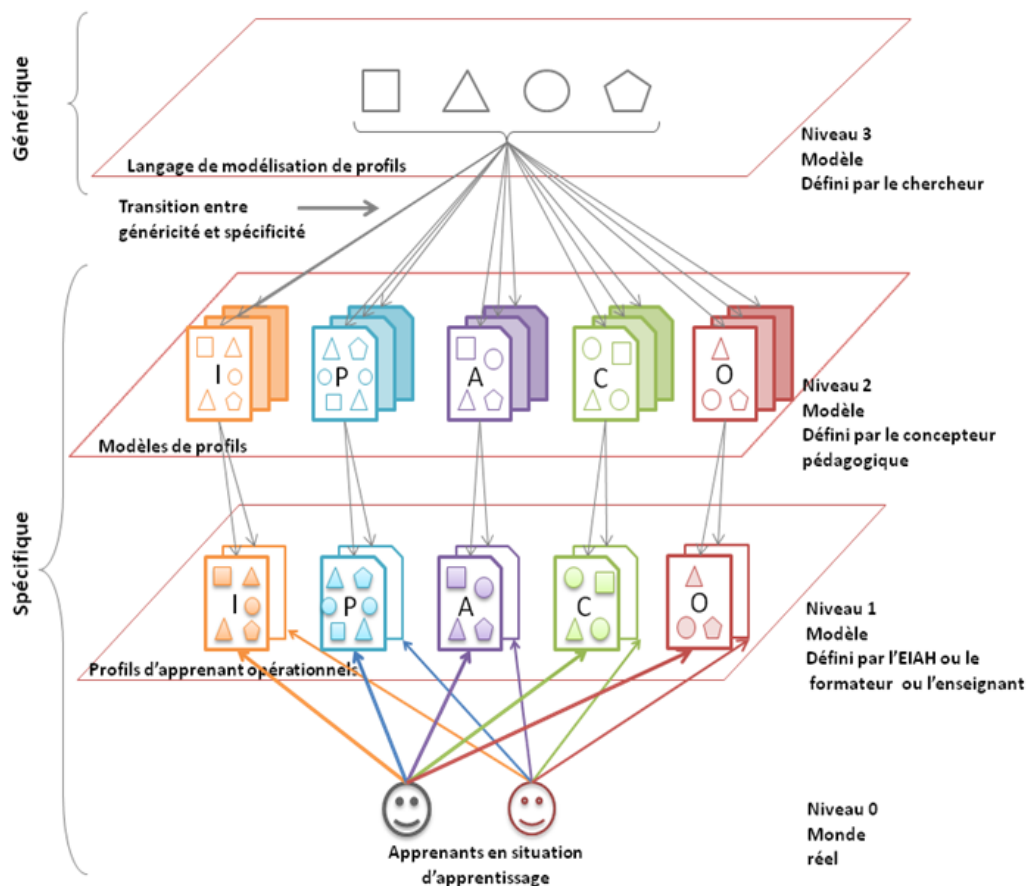 Générique
Langage de modélisation de profils
Niveau 3
Modèle
Défini par le chercheur
Transition entre
généricité et spécificité
Spécifique
I
P
A
C
O
Modèles de profils
Niveau 2
Modèle
Défini par le concepteur
pédagogique
I
P
A
C
O
Profils d'apprenant opérationnels
Niveau 1
Modèle
Défini par l'EIAH ou le
formateur ou l'enseignant
Apprenants en situation
d'apprentissage
Niveau 0
Monde
réel